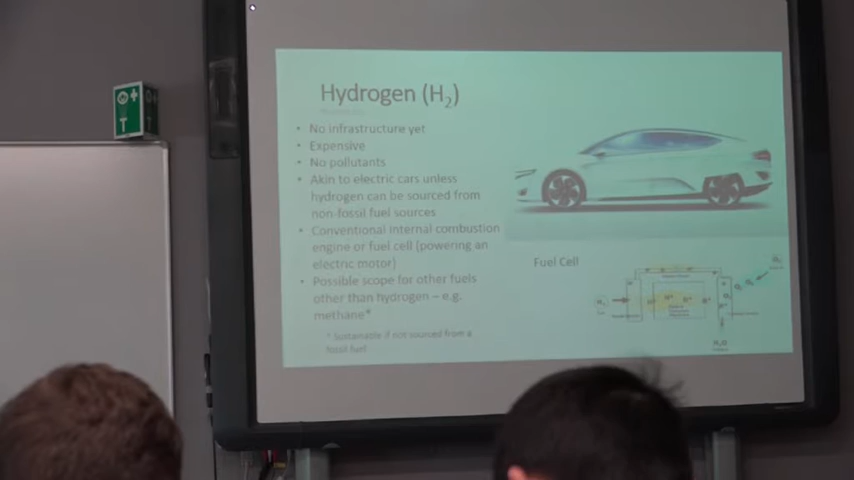 Hydrogen (H2)
• No infrastructure yet
• Expensive
• No pollutants
• Akin to electric cars unless
hydrogen can be sourced from
non-fossil fuel sources
• Conventional internal combustion
engine or fuel cell (powering an
electric motor)
• Possible scope for other fuels
other than hydrogen – e.g.
methane*
* Sustainable if not sourced from a
fossil fuel
Fuel Cell
H2O